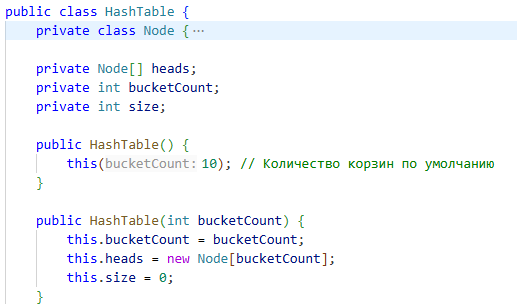 public class HashTable {
    private class Node { ...
    private Node[] heads;
    private int bucketCount;
    private int size;
    public HashTable() {
        this(bucketCount: 10); // Количество корзин по умолчанию
    }
    public HashTable(int bucketCount) {
        this.bucketCount = bucketCount;
        this.heads = new Node[bucketCount];
        this.size = 0;
    }